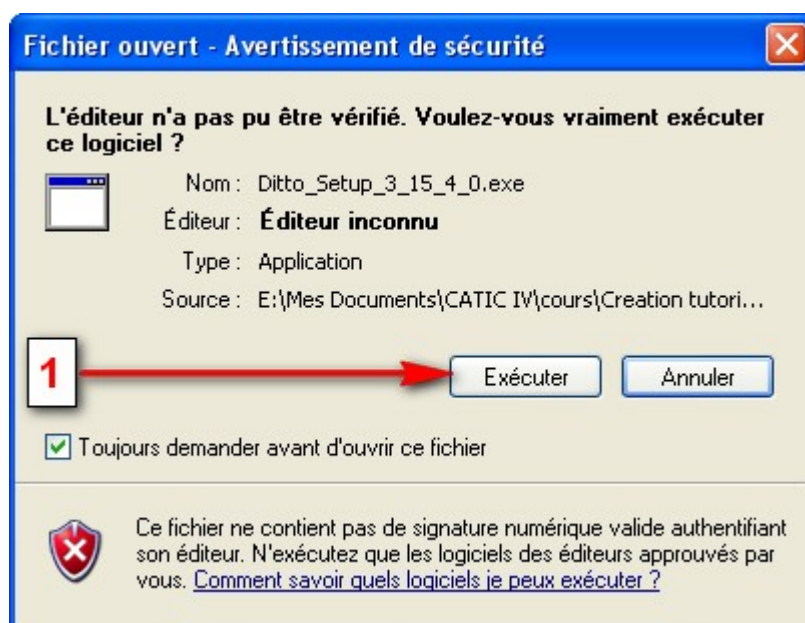 Fichier ouvert - Avertissement de sécurité
L'éditeur n'a pas pu être vérifié. Voulez-vous vraiment exécuter
ce logiciel ?
Nom : Ditto_Setup_3_15_4_0.exe
Éditeur : Éditeur inconnu
Type : Application
Source : E:\Mes Documents\CATIC IV\cours\Creation tutori...
1
Exécuter Annuler
Toujours demander avant d'ouvrir ce fichier
Ce fichier ne contient pas de signature numérique valide authentifiant
son éditeur. N'exécutez que les logiciels des éditeurs approuvés par
vous. Comment savoir quels logiciels je peux exécuter ?